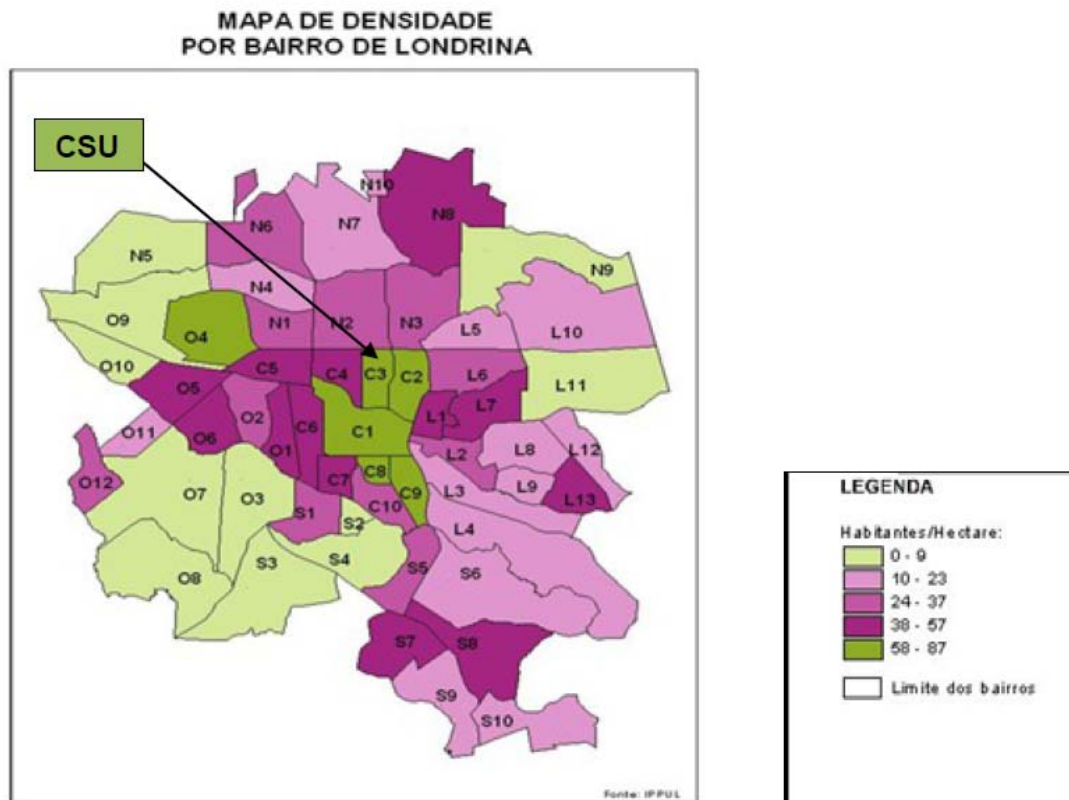 MAPA DE DENSIDADE
POR BAIRRO DE LONDRINA
CSU
N10
N8
N7
N6
N5
N9
N4
O9
O4
N1
N2
N3
L5
L10
O10
C5
C4
C3
C2
L6
L11
O5
O2
C6
L1
L7
O11
O6
O1
C1
L2
L8
L12
O12
C7
C8
L9
L13
O7
O3
C9
L3
S1
C10
S2
L4
O8
S3
S4
S5
S6
S7
S8
S9
S10
Fonte: IPPUL
LEGENDA
Habitantes/Hectare:
0 - 9
10 - 23
24 - 37
38 - 57
58 - 87
Limite dos bairros